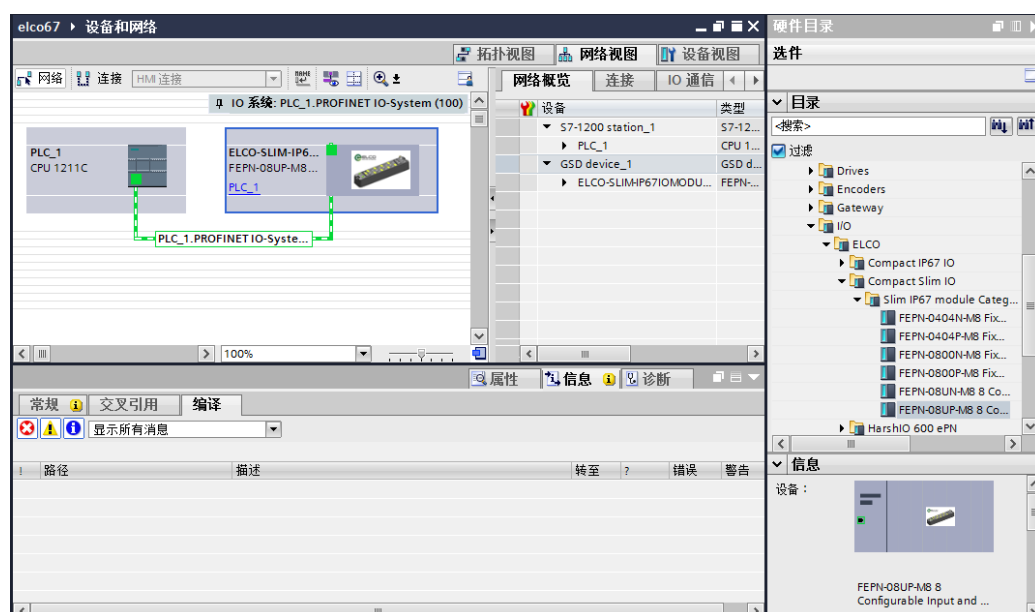 elco67 ▸ 设备和网络
拓扑视图 网络视图 设备视图
网络 连接 HMI 连接
IO 系统: PLC_1.PROFINET IO-System (100)
PLC_1
CPU 1211C
ELCO-SLIM-IP6...
FEPN-08UP-M8...
PLC_1
PLC_1.PROFINET IO-Syste...
100%
网络概览 连接 IO 通信
设备 类型
S7-1200 station_1 S7-12...
PLC_1 CPU 1...
GSD device_1 GSD d...
ELCO-SLIM-IP67IOMODU... FEPN-...
属性 信息 诊断
常规 交叉引用 编译
显示所有消息
! 路径 描述 转至 ? 错误 警告
硬件目录
选件
目录
<搜索>
过滤
Drives
Encoders
Gateway
I/O
ELCO
Compact IP67 IO
Compact Slim IO
Slim IP67 module Categ...
FEPN-0404N-M8 Fix...
FEPN-0404P-M8 Fix...
FEPN-0800N-M8 Fix...
FEPN-0800P-M8 Fix...
FEPN-08UN-M8 8 Co...
FEPN-08UP-M8 8 Co...
HarshIO 600 ePN
信息
设备：
FEPN-08UP-M8 8
Configurable Input and ...